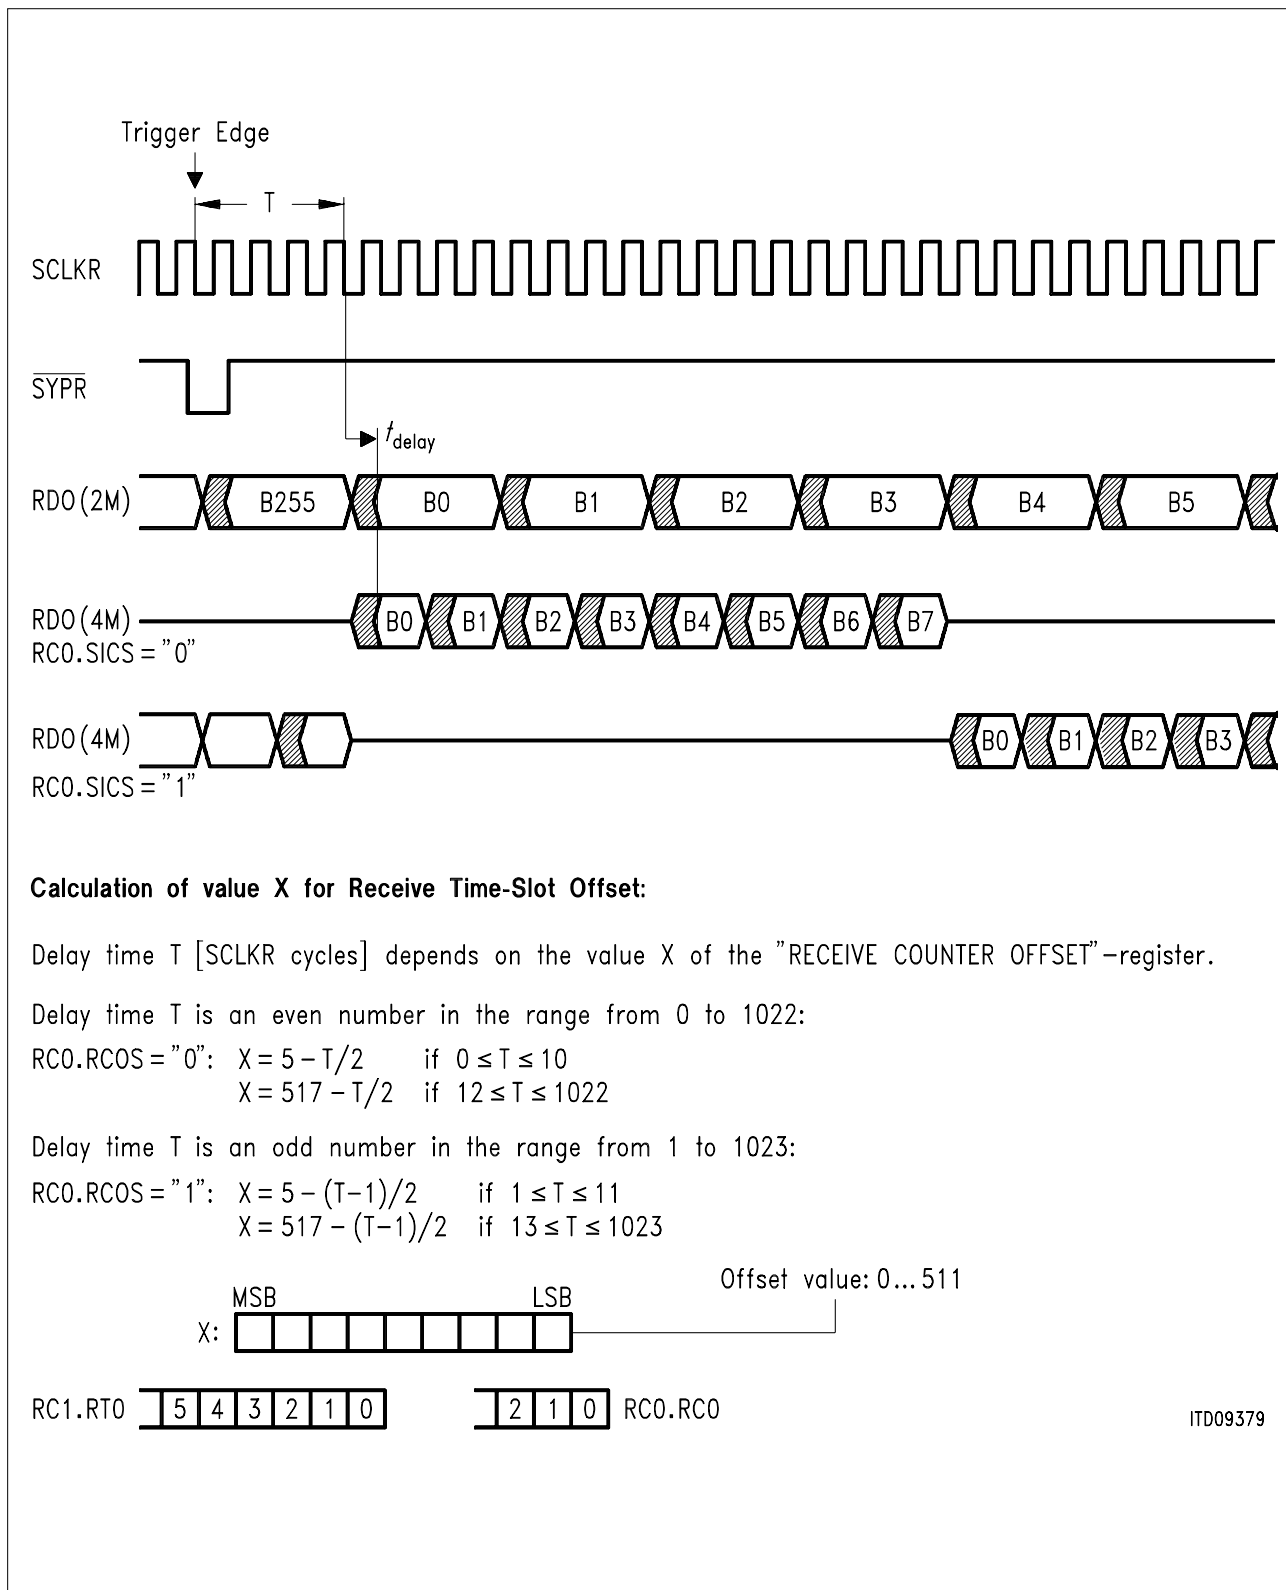 Trigger Edge
T
SCLKR
SYPR
tdelay
RDO(2M) B255 B0 B1 B2 B3 B4 B5
RDO(4M) B0 B1 B2 B3 B4 B5 B6 B7
RC0.SICS = "0"
RDO(4M) B0 B1 B2 B3
RC0.SICS = "1"
Calculation of value X for Receive Time-Slot Offset:
Delay time T [SCLKR cycles] depends on the value X of the "RECEIVE COUNTER OFFSET"-register.
Delay time T is an even number in the range from 0 to 1022:
RC0.RCOS = "0": X = 5 – T/2 if 0 ≤ T ≤ 10
X = 517 – T/2 if 12 ≤ T ≤ 1022
Delay time T is an odd number in the range from 1 to 1023:
RC0.RCOS = "1": X = 5 – (T–1)/2 if 1 ≤ T ≤ 11
X = 517 – (T–1)/2 if 13 ≤ T ≤ 1023
Offset value: 0...511
MSB LSB
X:
RC1.RTO 5 4 3 2 1 0 2 1 0 RC0.RCO
ITD09379